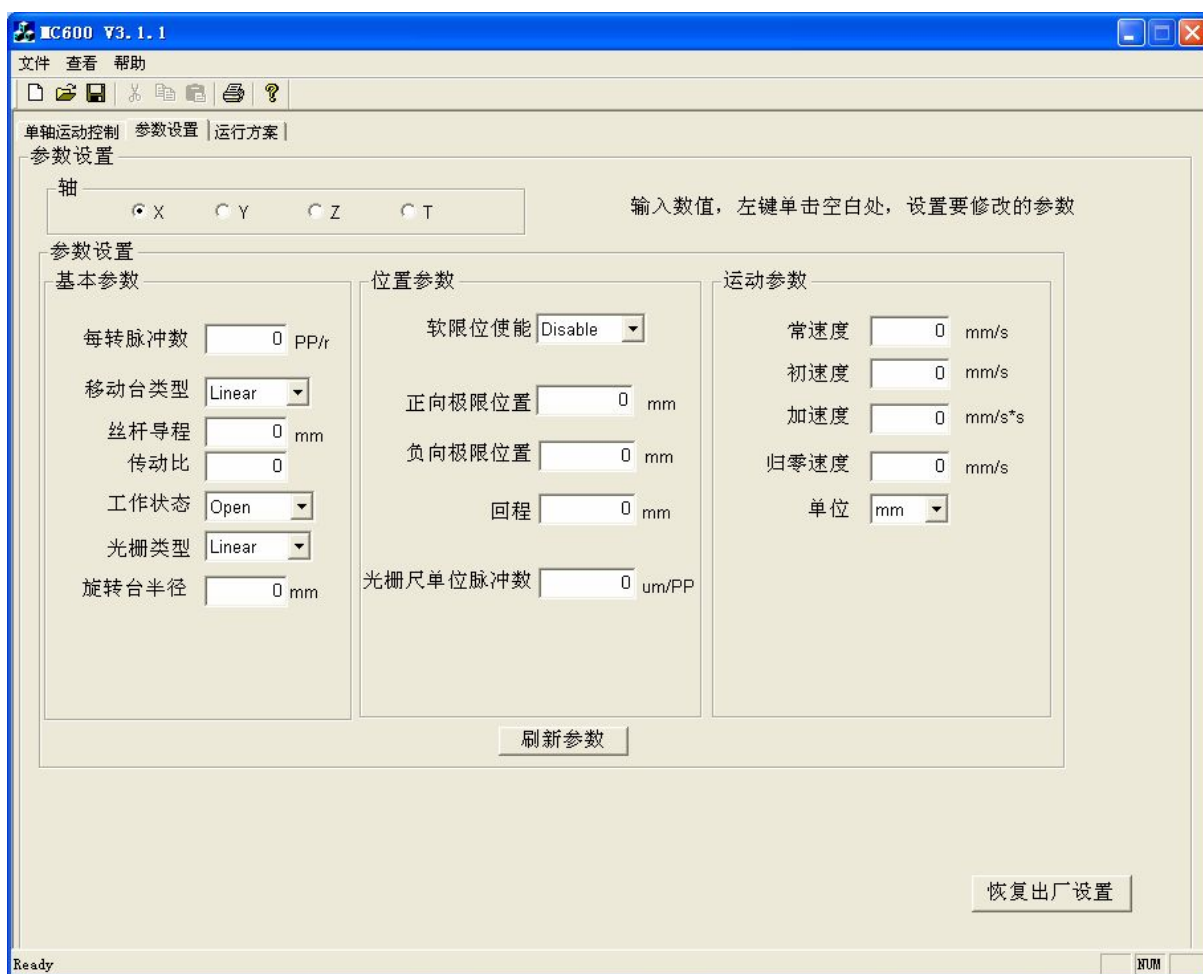 MC600 V3.1.1
文件 查看 帮助
单轴运动控制 参数设置 运行方案
参数设置
轴
X Y Z T
输入数值，左键单击空白处，设置要修改的参数
参数设置
基本参数
每转脉冲数 0 PP/r
移动台类型 Linear
丝杆导程 0 mm
传动比 0
工作状态 Open
光栅类型 Linear
旋转台半径 0 mm
位置参数
软限位使能 Disable
正向极限位置 0 mm
负向极限位置 0 mm
回程 0 mm
光栅尺单位脉冲数 0 um/PP
运动参数
常速度 0 mm/s
初速度 0 mm/s
加速度 0 mm/s*s
归零速度 0 mm/s
单位 mm
刷新参数
恢复出厂设置
Ready NUM